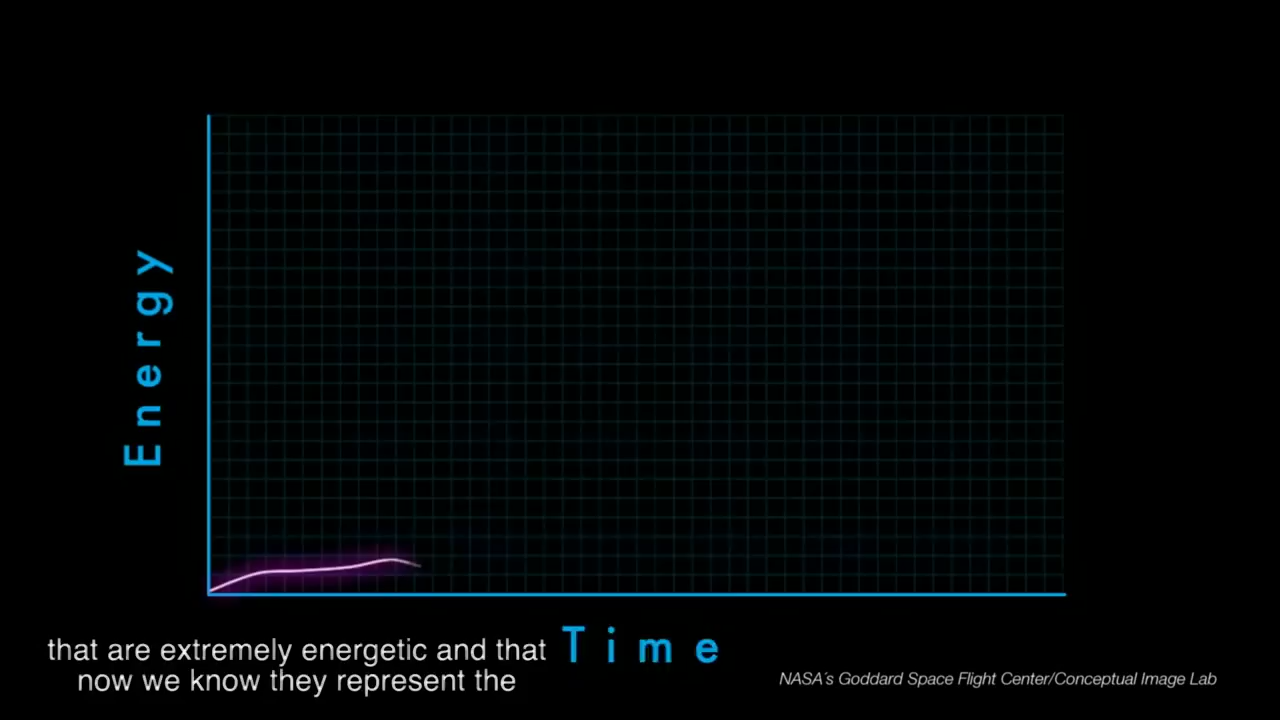 Energy
Time
that are extremely energetic and that
now we know they represent the
NASA's Goddard Space Flight Center/Conceptual Image Lab